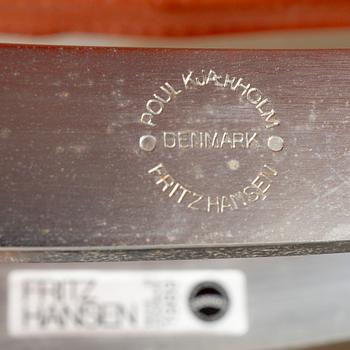 POUL KJÆRHOLM
DENMARK
FRITZ HANSEN
FRITZ
HANSEN